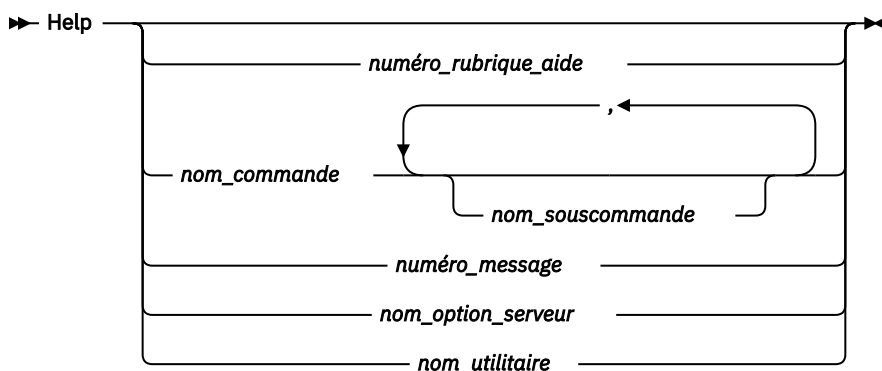 Help
numéro_rubrique_aide
,
nom_commande
nom_souscommande
numéro_message
nom_option_serveur
nom utilitaire